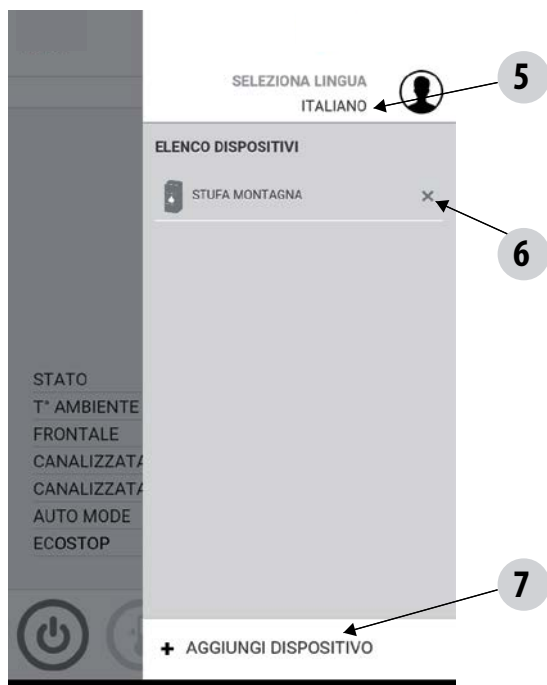 SELEZIONA LINGUA
ITALIANO
5
ELENCO DISPOSITIVI
STUFA MONTAGNA
×
6
STATO
T° AMBIENTE
FRONTALE
CANALIZZATA
CANALIZZATA
AUTO MODE
ECOSTOP
7
+ AGGIUNGI DISPOSITIVO